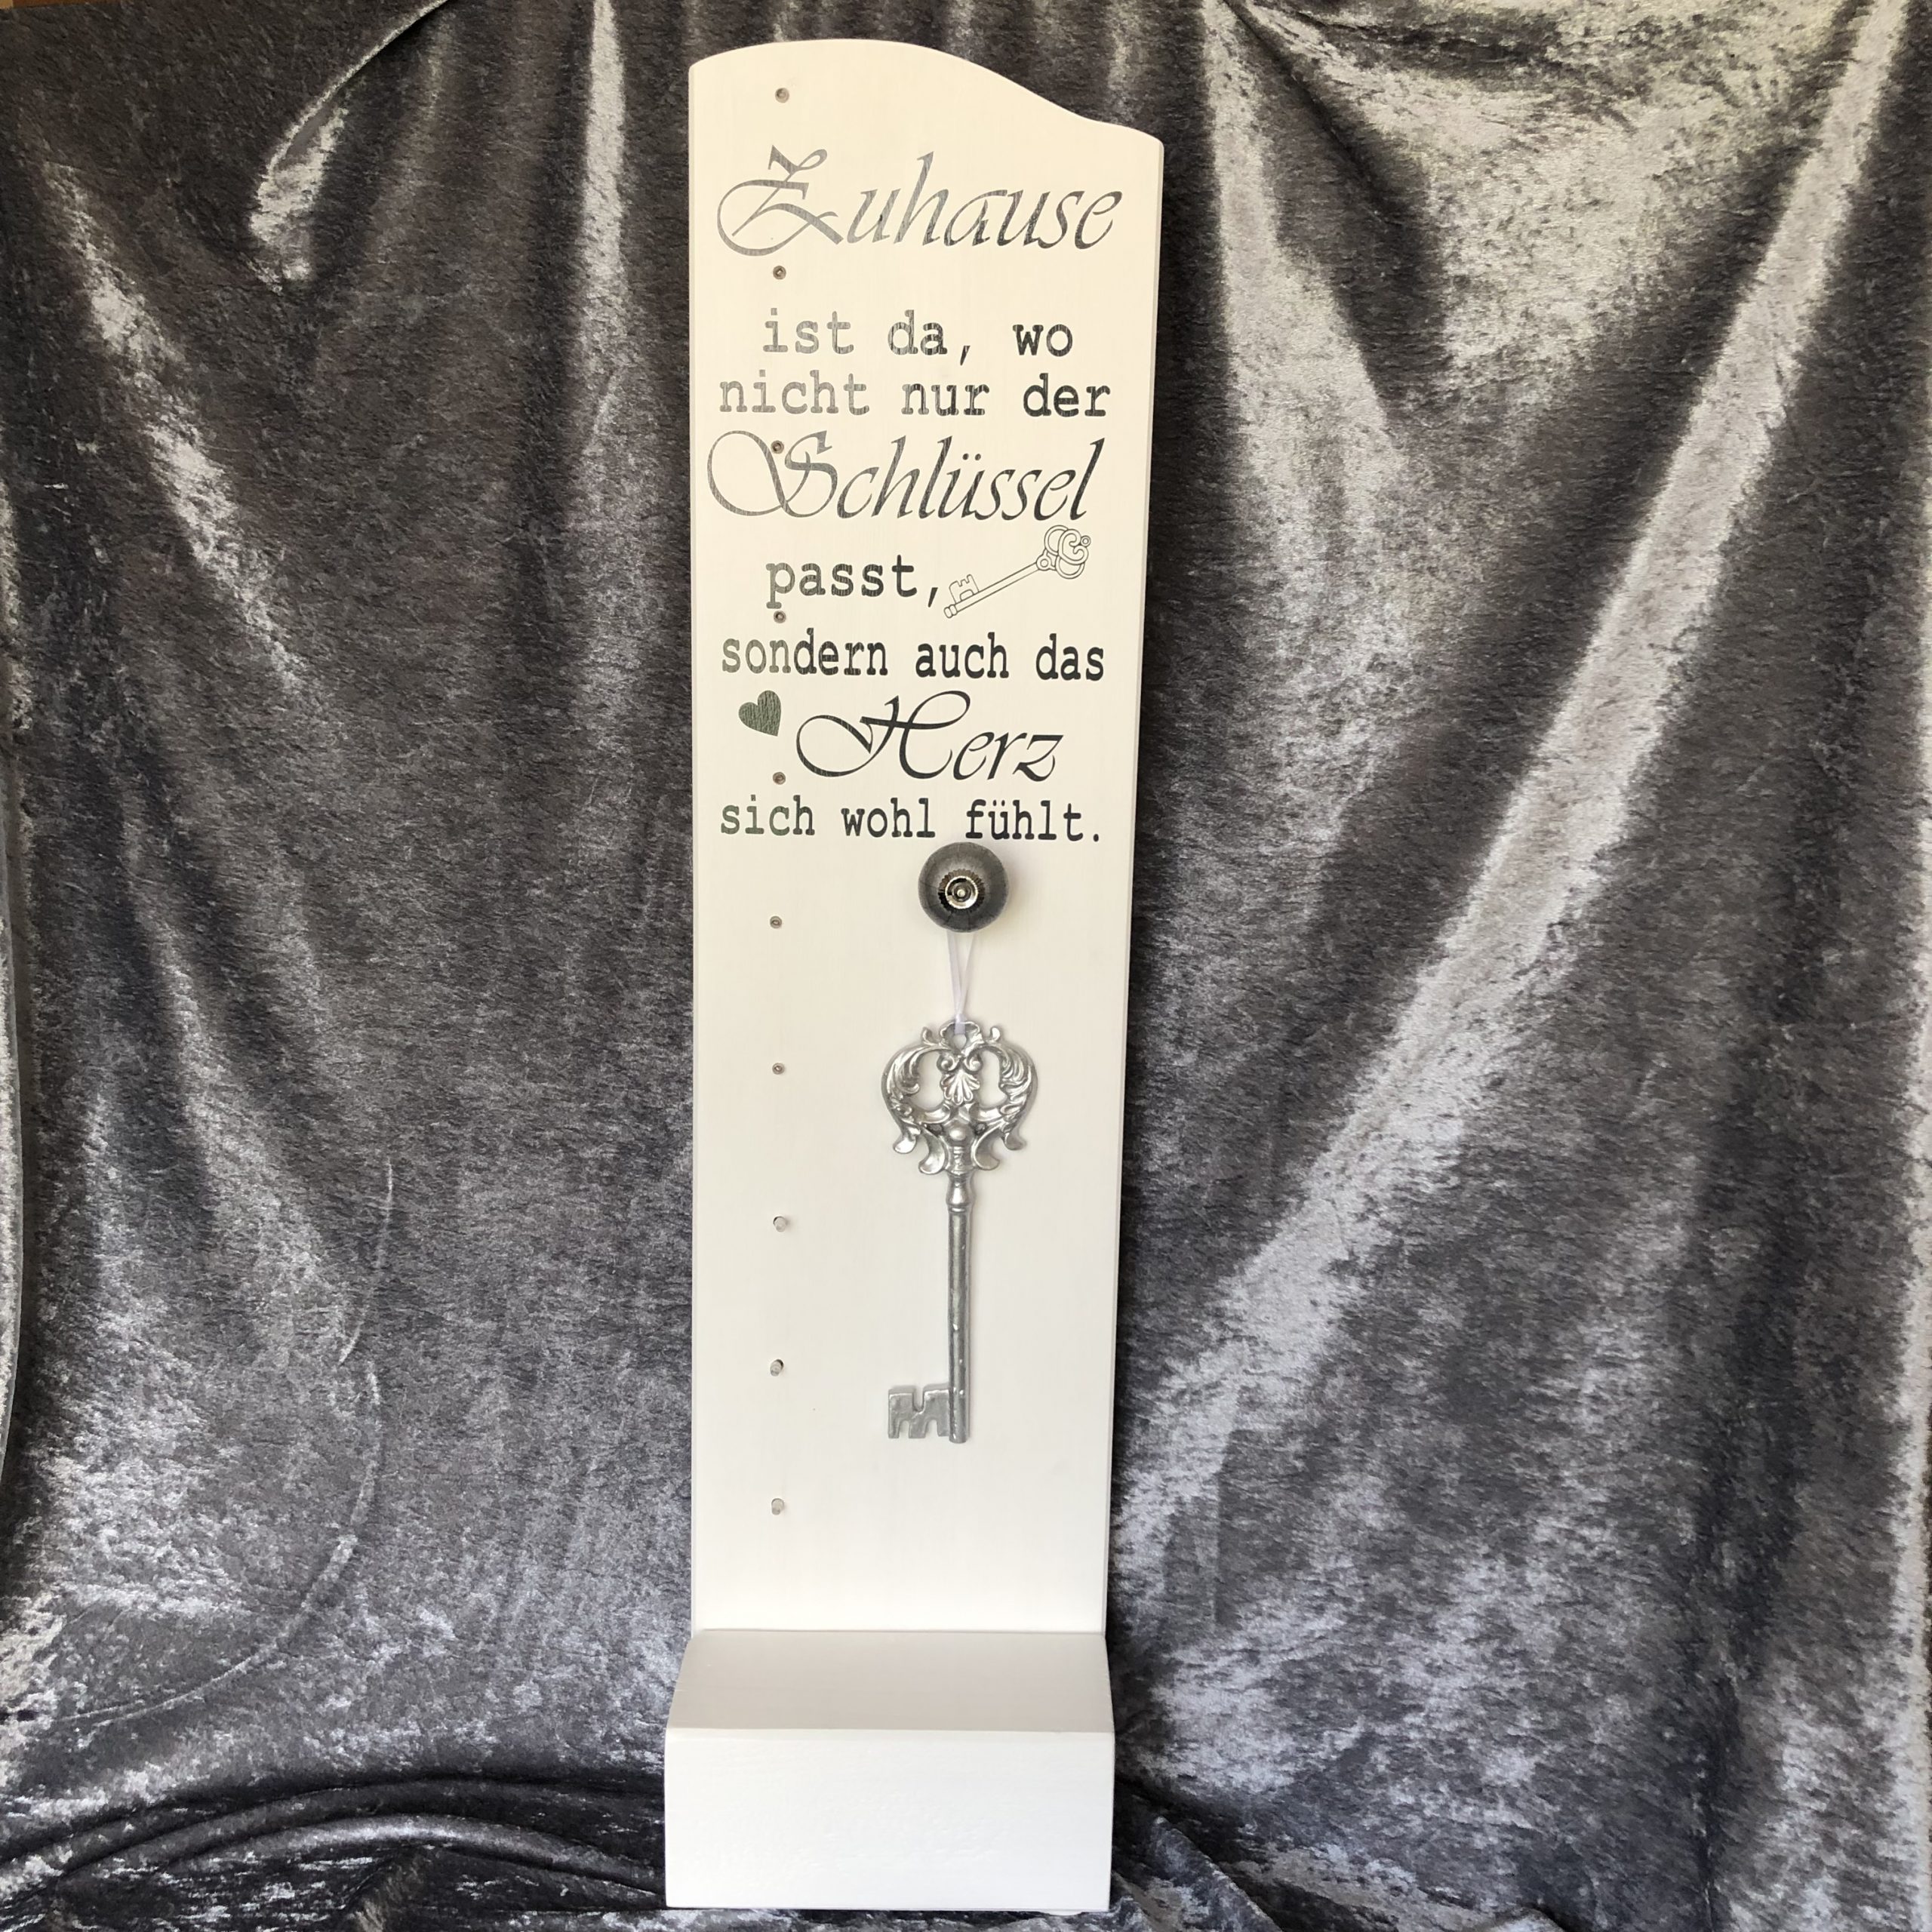 Zuhause
ist da, wo
nicht nur der
Schlüssel
passt,
sondern auch das
Herz
sich wohl fühlt.